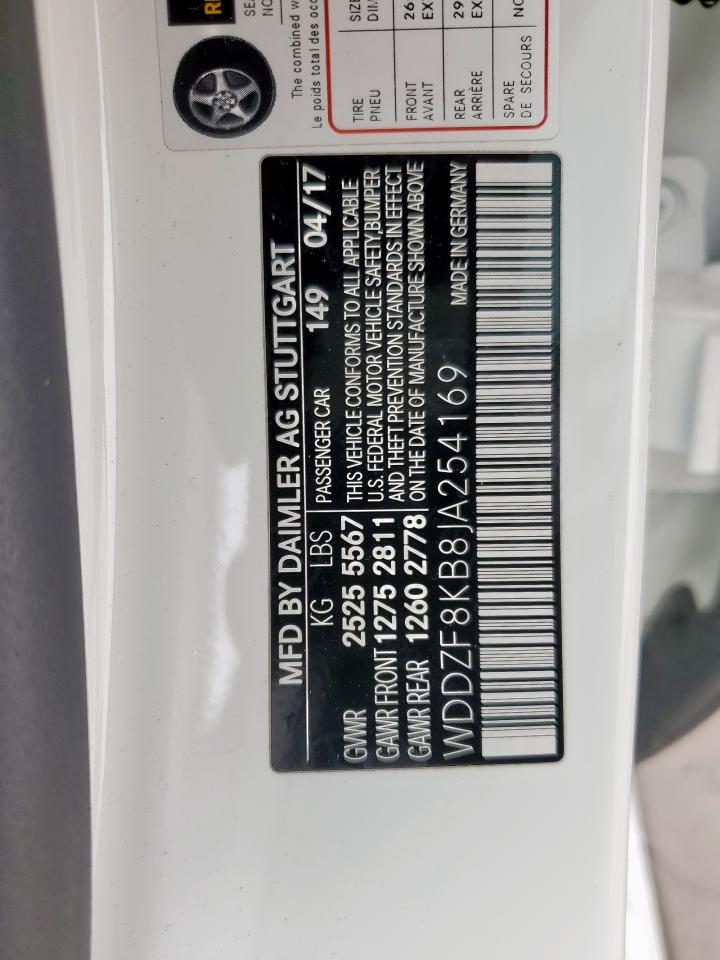 MFD BY DAIMLER AG STUTTGART
KG LBS PASSENGER CAR 149 04/17
GVWR 2525 5567 THIS VEHICLE CONFORMS TO ALL APPLICABLE
U.S. FEDERAL MOTOR VEHICLE SAFETY,BUMPER
GAWR FRONT 1275 2811 AND THEFT PREVENTION STANDARDS IN EFFECT
GAWR REAR 1260 2778 ON THE DATE OF MANUFACTURE SHOWN ABOVE
WDDZF8KB8JA254169 MADE IN GERMANY
The combined
Le poids total des
TIRE SIZE
PNEU
FRONT 26
AVANT
REAR 29
ARRIÈRE
SPARE
DE SECOURS